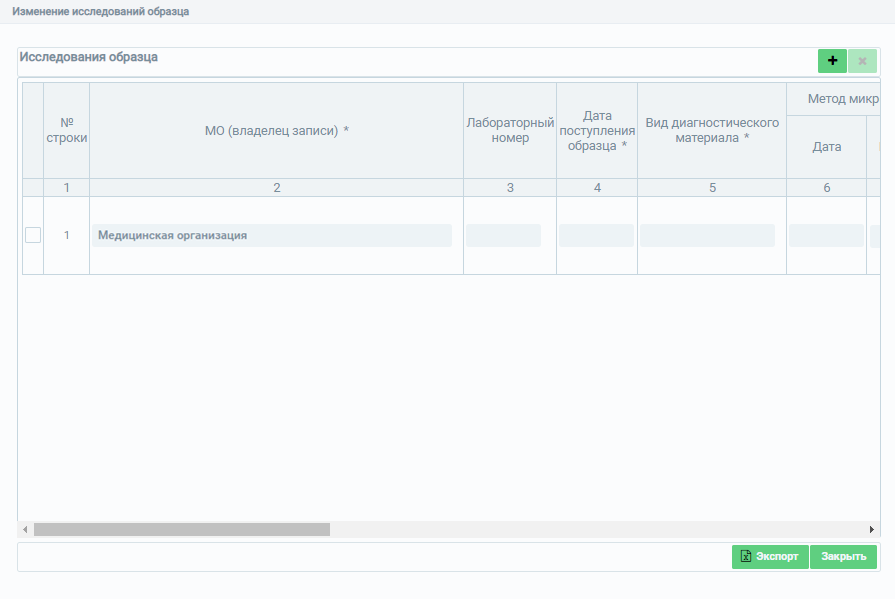 Изменение исследований образца
Исследования образца
№
строки
МО (владелец записи) *
Лабораторный
номер
Дата
поступления
образца *
Вид диагностического
материала *
Метод микр
Дата
1
2
3
4
5
6
1
Медицинская организация
Экспорт
Закрыть